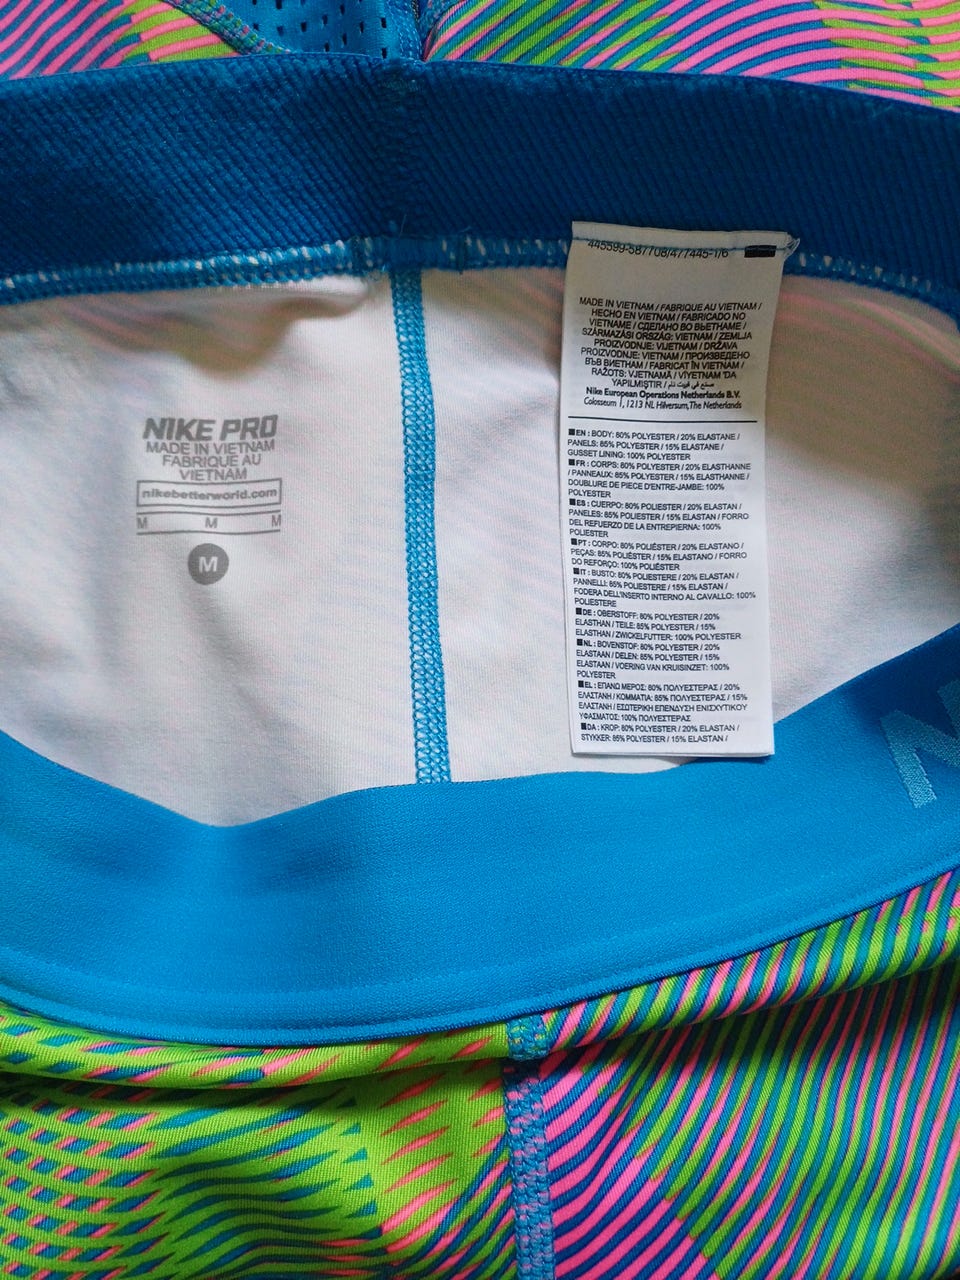 NIKE PRO
MADE IN VIETNAM
FABRIQUE AU
VIETNAM
nikebetterworld.com
M M M
M
445599-587708/477445-1/6
MADE IN VIETNAM / FABRIQUE AU VIETNAM /
HECHO EN VIETNAM / FABRICADO NO
VIETNAME / СДЕЛАНО ВО ВЬЕТНАМЕ /
SZÁRMAZÁSI ORSZÁG: VIETNAM / ZEMLJA
PROIZVODNJE: VIJETNAM / DRŽAVA
PROIZVODNJE: VIETNAM / ПРОИЗВЕДЕНО
ВЪВ ВИЕТНАМ / FABRICAT ÎN VIETNAM /
RAŽOTS: VJETNAMĀ / VİYETNAM 'DA
YAPILMIŞTIR / صنع في فييت نام
Nike European Operations Netherlands B.V.
Colosseum 1, 1213 NL Hilversum, The Netherlands
EN : BODY: 80% POLYESTER / 20% ELASTANE /
PANELS: 85% POLYESTER / 15% ELASTANE /
GUSSET LINING: 100% POLYESTER
FR : CORPS: 80% POLYESTER / 20% ELASTHANNE
/ PANNEAUX: 85% POLYESTER / 15% ELASTHANNE /
DOUBLURE DE PIECE D'ENTRE-JAMBE: 100%
POLYESTER
ES : CUERPO: 80% POLIESTER / 20% ELASTAN /
PANELES: 85% POLIESTER / 15% ELASTAN / FORRO
DEL REFUERZO DE LA ENTREPIERNA: 100%
POLIESTER
PT : CORPO: 80% POLIÉSTER / 20% ELASTANO /
PEÇAS: 85% POLIÉSTER / 15% ELASTANO / FORRO
DO REFORÇO: 100% POLIÉSTER
IT : BUSTO: 80% POLIESTERE / 20% ELASTAN /
PANNELLI: 85% POLIESTERE / 15% ELASTAN /
FODERA DELL'INSERTO INTERNO AL CAVALLO: 100%
POLIESTERE
DE : OBERSTOFF: 80% POLYESTER / 20%
ELASTHAN / TEILE: 85% POLYESTER / 15%
ELASTHAN / ZWICKELFUTTER: 100% POLYESTER
NL : BOVENSTOF: 80% POLYESTER / 20%
ELASTAAN / DELEN: 85% POLYESTER / 15%
ELASTAAN / VOERING VAN KRUISINZET: 100%
POLYESTER
EL : ΕΠΑΝΩ ΜΕΡΟΣ: 80% ΠΟΛΥΕΣΤΕΡΑΣ / 20%
ΕΛΑΣΤΑΝΗ / ΚΟΜΜΑΤΙΑ: 85% ΠΟΛΥΕΣΤΕΡΑΣ / 15%
ΕΛΑΣΤΑΝΗ / ΕΣΩΤΕΡΙΚΗ ΕΠΕΝΔΥΣΗ ΕΝΙΣΧΥΤΙΚΟΥ
ΥΦΑΣΜΑΤΟΣ: 100% ΠΟΛΥΕΣΤΕΡΑΣ
DA : KROP: 80% POLYESTER / 20% ELASTAN /
STYKKER: 85% POLYESTER / 15% ELASTAN /